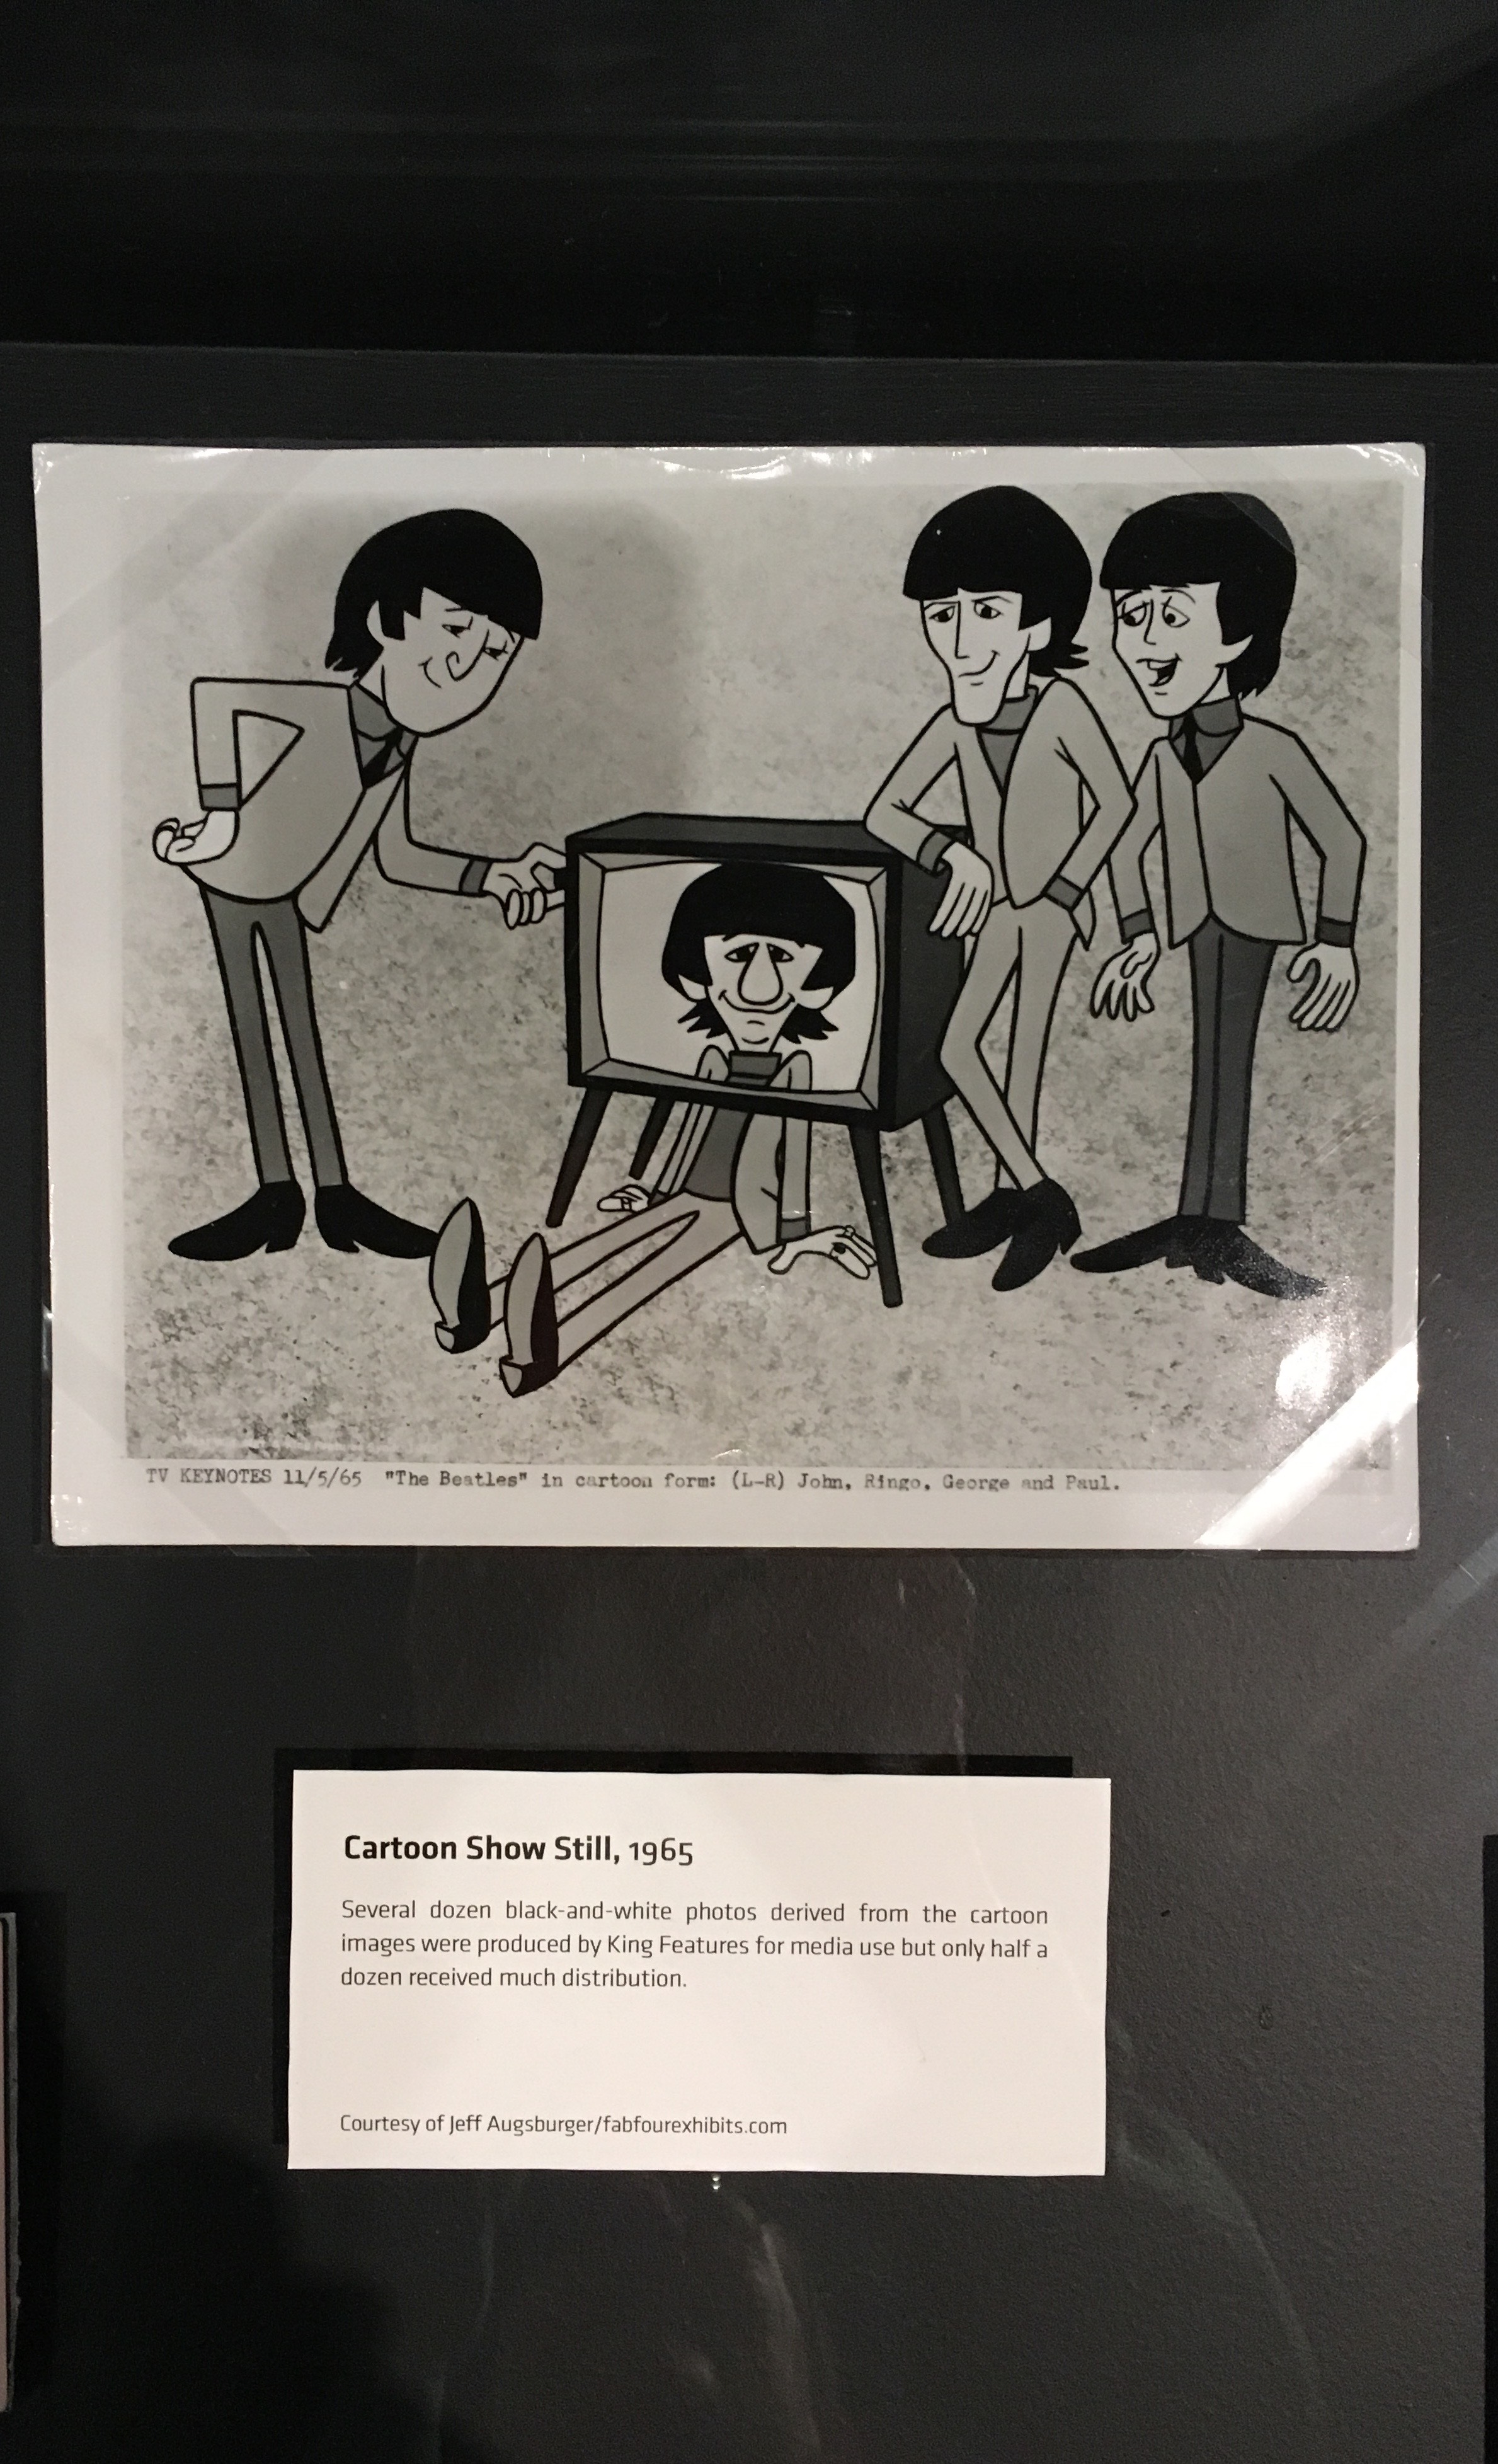 TV KEYNOTES 11/5/65 "The Beatles" in cartoon form: (L-R) John, Ringo, George and Paul.
Cartoon Show Still, 1965
Several dozen black-and-white photos derived from the cartoon
images were produced by King Features for media use but only half a
dozen received much distribution.
Courtesy of Jeff Augsburger/fabfourexhibits.com